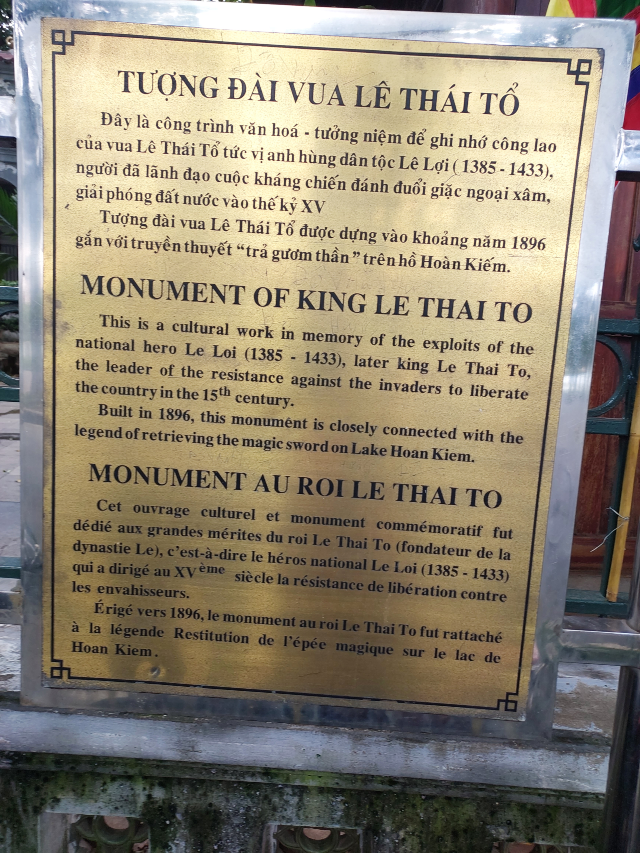 TƯỢNG ĐÀI VUA LÊ THÁI TỔ
Đây là công trình văn hoá - tưởng niệm để ghi nhớ công lao
của vua Lê Thái Tổ tức vị anh hùng dân tộc Lê Lợi (1385 - 1433),
người đã lãnh đạo cuộc kháng chiến đánh đuổi giặc ngoại xâm,
giải phóng đất nước vào thế kỷ XV
Tượng đài vua Lê Thái Tổ được dựng vào khoảng năm 1896
gắn với truyền thuyết “trả gươm thần” trên hồ Hoàn Kiếm.
MONUMENT OF KING LE THAI TO
This is a cultural work in memory of the exploits of the
national hero Le Loi (1385 - 1433), later king Le Thai To,
the leader of the resistance against the invaders to liberate
the country in the 15th century.
Built in 1896, this monument is closely connected with the
legend of retrieving the magic sword on Lake Hoan Kiem.
MONUMENT AU ROI LE THAI TO
Cet ouvrage culturel et monument commémoratif fut
dédié aux grandes mérites du roi Le Thai To (fondateur de la
dynastie Le), c’est-à-dire le héros national Le Loi (1385 - 1433)
qui a dirigé au XVème siècle la résistance de libération contre
les envahisseurs.
Érigé vers 1896, le monument au roi Le Thai To fut rattaché
à la légende Restitution de l’épée magique sur le lac de
Hoan Kiem.